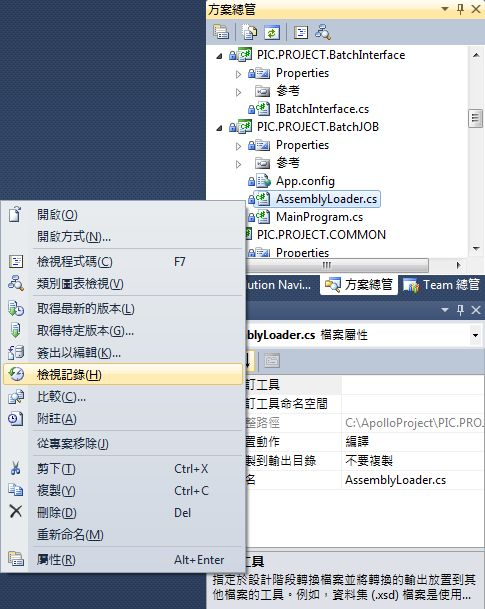 方案總管
PIC.PROJECT.BatchInterface
Properties
參考
IBatchInterface.cs
PIC.PROJECT.BatchJOB
Properties
參考
App.config
AssemblyLoader.cs
MainProgram.cs
PIC.PROJECT.COMMON
Properties
開啟(O)
開啟方式(N)...
檢視程式碼(C) F7
類別圖表檢視(V)
取得最新的版本(L)
取得特定版本(G)...
簽出以編輯(K)...
檢視記錄(H)
比較(C)...
附註(A)
從專案移除(J)
剪下(T) Ctrl+X
複製(Y) Ctrl+C
刪除(D) Del
重新命名(M)
屬性(R) Alt+Enter
ution Navi... 方案總管 Team 總管
blyLoader.cs 檔案屬性
訂工具
訂工具命名空間
整路徑 C:\ApolloProject\PIC.PRO
置動作 編譯
製到輸出目錄 不要複製
名 AssemblyLoader.cs
工具
指定於設計階段轉換檔案並將轉換的輸出放置到其
他檔案的工具。例如，資料集 (.xsd) 檔案是使用...